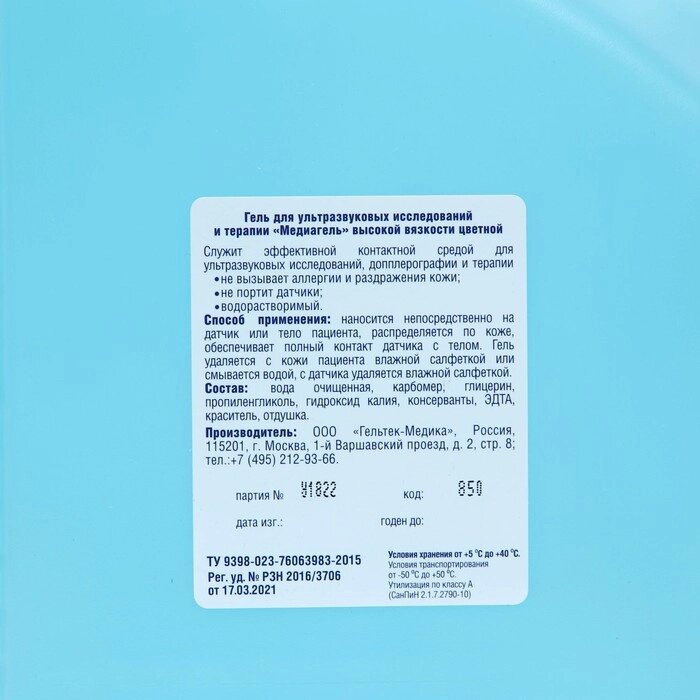 Гель для ультразвуковых исследований
и терапии «Медиагель» высокой вязкости цветной
Служит эффективной контактной средой для
ультразвуковых исследований, допплерографии и терапии
•не вызывает аллергии и раздражения кожи;
•не портит датчики;
•водорастворимый.
Способ применения: наносится непосредственно на
датчик или тело пациента, распределяется по коже,
обеспечивает полный контакт датчика с телом. Гель
удаляется с кожи пациента влажной салфеткой или
смывается водой, с датчика удаляется влажной салфеткой.
Состав: вода очищенная, карбомер, глицерин,
пропиленгликоль, гидроксид калия, консерванты, ЭДТА,
краситель, отдушка.
Производитель: ООО «Гельтек-Медика», Россия,
115201, г. Москва, 1-й Варшавский проезд, д. 2, стр. 8;
тел.:+7 (495) 212-93-66.
партия № У1822 код: 850
дата изг.: годен до:
ТУ 9398-023-76063983-2015
Рег. уд. № РЗН 2016/3706
от 17.03.2021
Условия хранения от +5 °С до +40 °С.
Условия транспортирования
от -50 °С до +50 °С.
Утилизация по классу А
(СанПиН 2.1.7.2790-10)